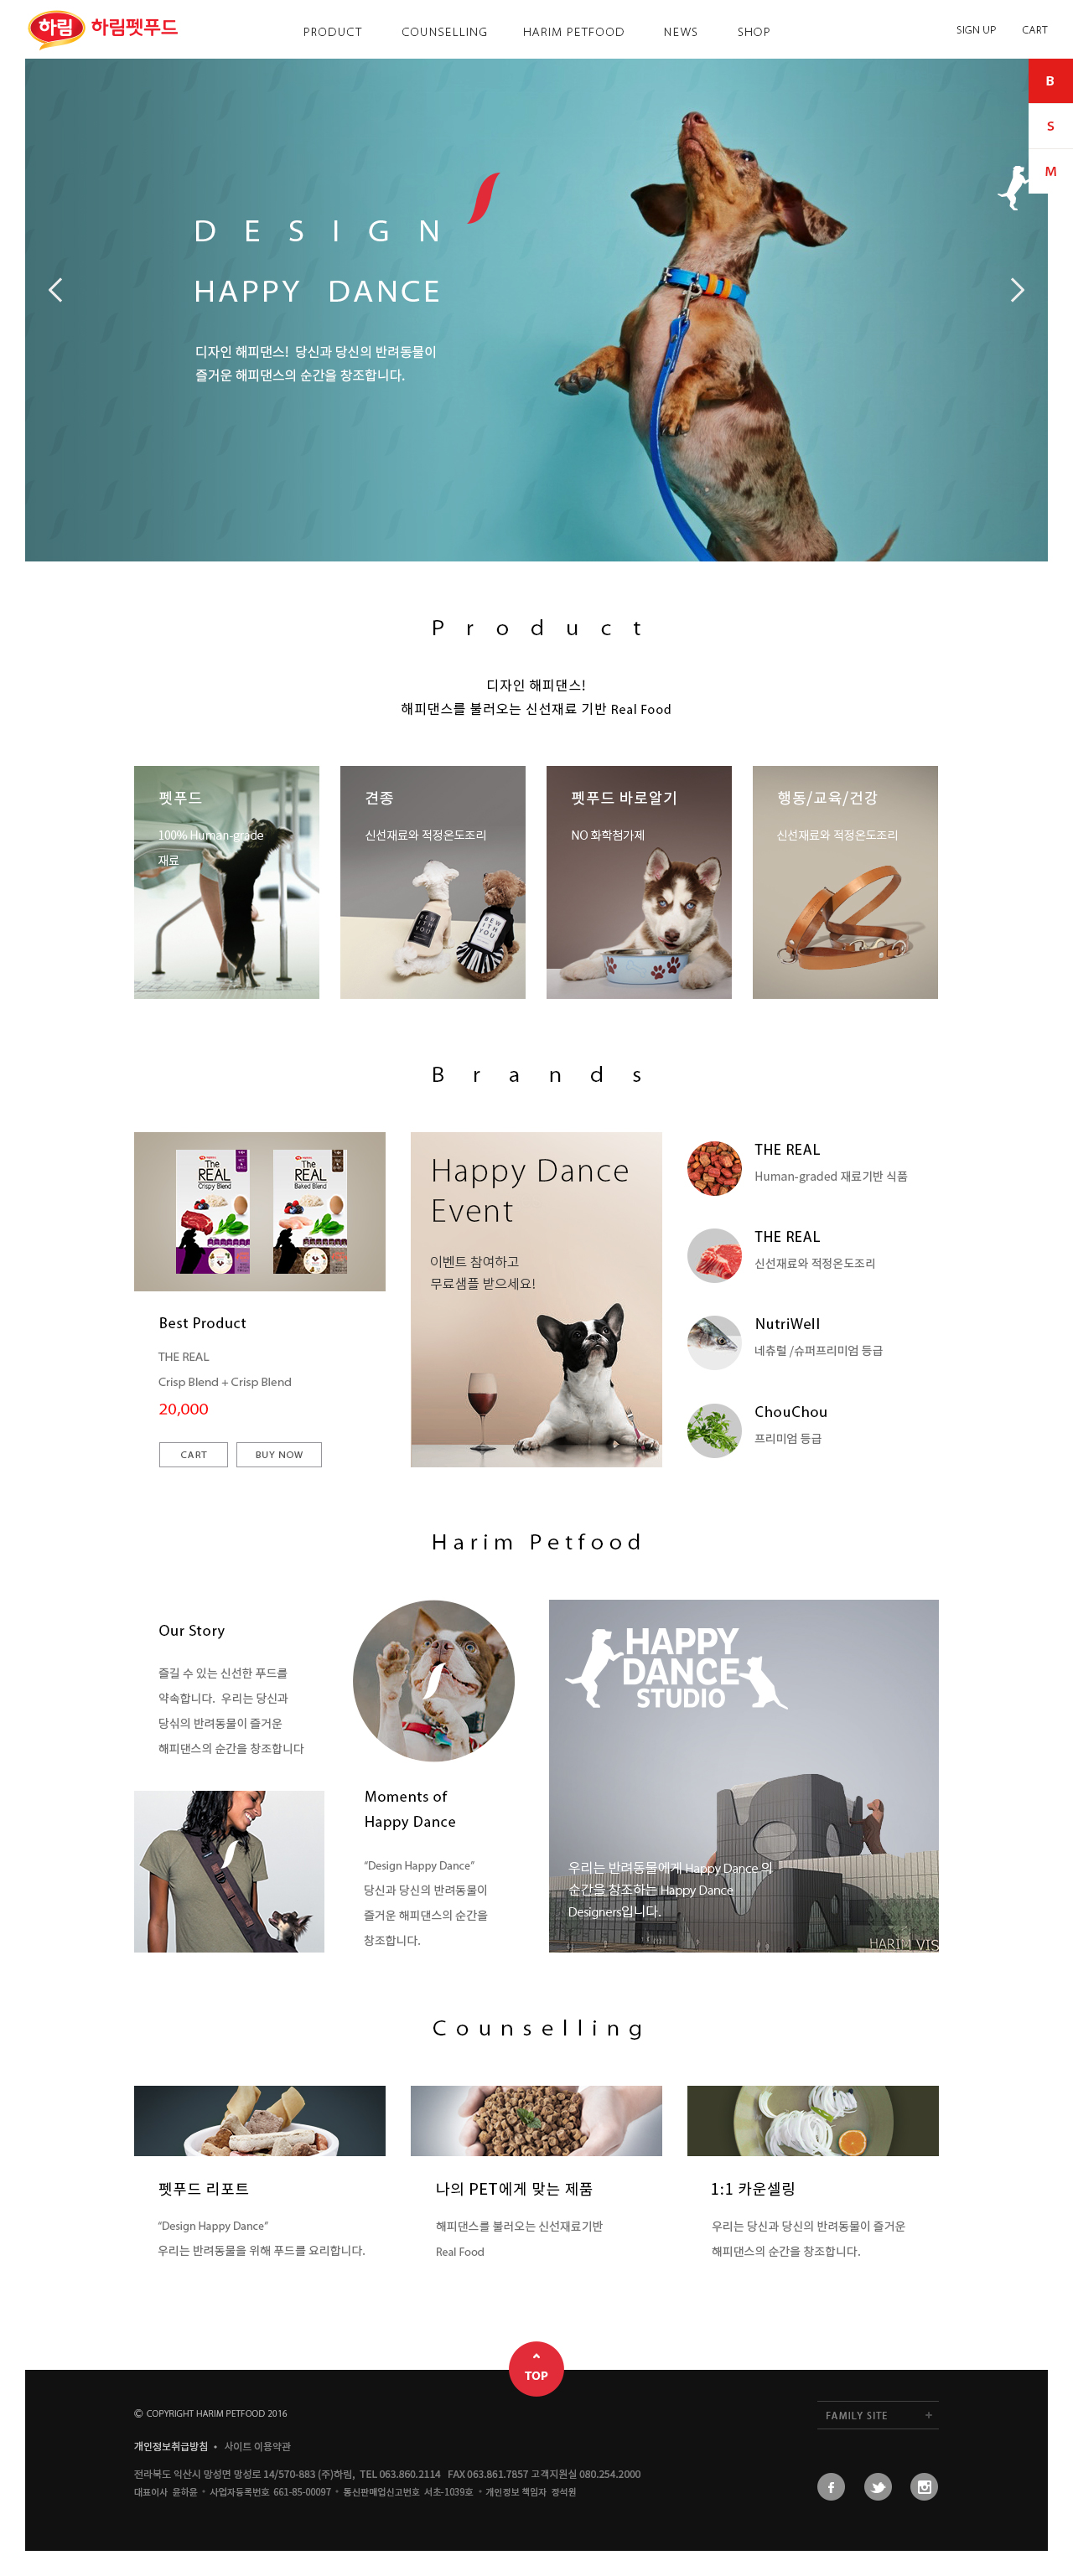 하림 하림펫푸드
PRODUCT COUNSELLING HARIM PETFOOD NEWS SHOP
SIGN UP CART
B
S
M
DESIGN
HAPPY DANCE
디자인 해피댄스! 당신과 당신의 반려동물이
즐거운 해피댄스의 순간을 창조합니다.
Product
디자인 해피댄스!
해피댄스를 불러오는 신선재료 기반 Real Food
펫푸드
100% Human-grade
재료
견종
신선재료와 적정온도조리
BE W
ITH
YOU
BE W
ITH
YOU
펫푸드 바로알기
NO 화학첨가제
행동/교육/건강
신선재료와 적정온도조리
Brands
The
REAL
Crispy Blend
The
REAL
Baked Blend
Best Product
THE REAL
Crisp Blend + Crisp Blend
20,000
CART
BUY NOW
Happy Dance
Event
이벤트 참여하고
무료샘플 받으세요!
THE REAL
Human-graded 재료기반 식품
THE REAL
신선재료와 적정온도조리
NutriWell
네츄럴 /슈퍼프리미엄 등급
ChouChou
프리미엄 등급
Harim Petfood
Our Story
즐길 수 있는 신선한 푸드를
약속합니다. 우리는 당신과
당싞의 반려동물이 즐거운
해피댄스의 순간을 창조합니다
Moments of
Happy Dance
“Design Happy Dance”
당신과 당신의 반려동물이
즐거운 해피댄스의 순간을
창조합니다.
HAPPY
DANCE
STUDIO
우리는 반려동물에게 Happy Dance 의
순간을 창조하는 Happy Dance
Designers입니다.
HARIM VIS
Counselling
펫푸드 리포트
“Design Happy Dance”
우리는 반려동물을 위해 푸드를 요리합니다.
나의 PET에게 맞는 제품
해피댄스를 불러오는 신선재료기반
Real Food
1:1 카운셀링
우리는 당신과 당신의 반려동물이 즐거운
해피댄스의 순간을 창조합니다.
TOP
© COPYRIGHT HARIM PETFOOD 2016
개인정보취급방침 • 사이트 이용약관
전라북도 익산시 망성면 망성로 14/570-883 (주)하림, TEL 063.860.2114 FAX 063.861.7857 고객지원실 080.254.2000
대표이사 윤하윤 • 사업자등록번호 661-85-00097 • 통신판매업신고번호 서초-1039호 • 개인정보 책임자 정석원
FAMILY SITE +